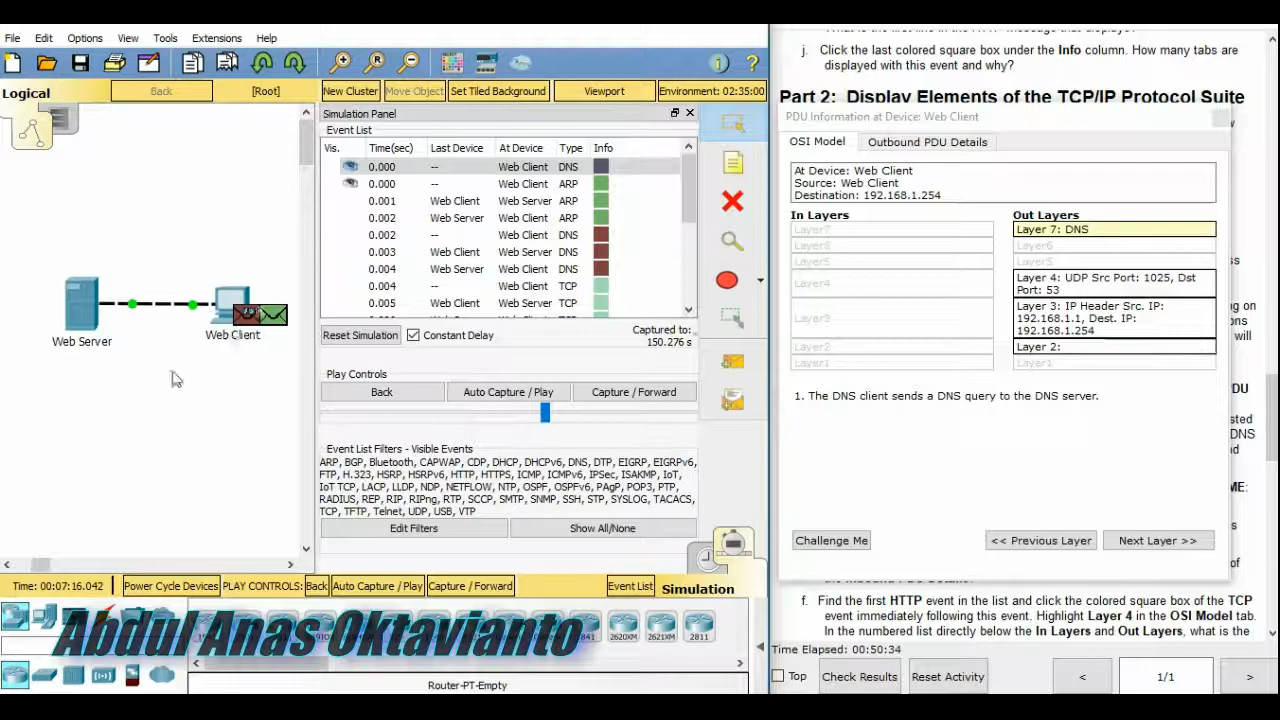 File Edit Options View Tools Extensions Help
Logical Back [Root] New Cluster Move Object Set Tiled Background Viewport Environment: 02:35:00
Simulation Panel
Event List
Vis. Time(sec) Last Device At Device Type Info
0.000 -- Web Client DNS
0.000 -- Web Client ARP
0.001 Web Client Web Server ARP
0.002 Web Server Web Client ARP
0.002 -- Web Client DNS
0.003 Web Client Web Server DNS
0.004 Web Server Web Client DNS
0.004 -- Web Client TCP
0.005 Web Client Web Server TCP
Web Server
Web Client
Reset Simulation Constant Delay
Captured to:
150.276 s
Play Controls
Back Auto Capture / Play Capture / Forward
Event List Filters - Visible Events
ARP, BGP, Bluetooth, CAPWAP, CDP, DHCP, DHCPv6, DNS, DTP, EIGRP, EIGRPv6,
FTP, H.323, HSRP, HSRPv6, HTTP, HTTPS, ICMP, ICMPv6, IPSec, ISAKMP, IoT,
IoT TCP, LACP, LLDP, NDP, NETFLOW, NTP, OSPF, OSPFv6, PAgP, POP3, PTP,
RADIUS, REP, RIP, RIPng, RTP, SCCP, SMTP, SNMP, SSH, STP, SYSLOG, TACACS,
TCP, TFTP, Telnet, UDP, USB, VTP
Edit Filters Show All/None
Time: 00:07:16.042 Power Cycle Devices PLAY CONTROLS: Back Auto Capture / Play Capture / Forward Event List Simulation
Abdul Anas Oktavianto
2620XM 2621XM 2811
Router-PT-Empty
j. Click the last colored square box under the Info column. How many tabs are
displayed with this event and why?
Part 2: Display Elements of the TCP/IP Protocol Suite
PDU Information at Device: Web Client
OSI Model Outbound PDU Details
At Device: Web Client
Source: Web Client
Destination: 192.168.1.254
In Layers
Layer7
Layer6
Layer5
Layer4
Layer3
Layer2
Layer1
Out Layers
Layer 7: DNS
Layer6
Layer5
Layer 4: UDP Src Port: 1025, Dst
Port: 53
Layer 3: IP Header Src. IP:
192.168.1.1, Dest. IP:
192.168.1.254
Layer 2:
Layer1
1. The DNS client sends a DNS query to the DNS server.
Challenge Me << Previous Layer Next Layer >>
f. Find the first HTTP event in the list and click the colored square box of the TCP
event immediately following this event. Highlight Layer 4 in the OSI Model tab.
In the numbered list directly below the In Layers and Out Layers, what is the
Time Elapsed: 00:50:34
Top Check Results Reset Activity < 1/1 >